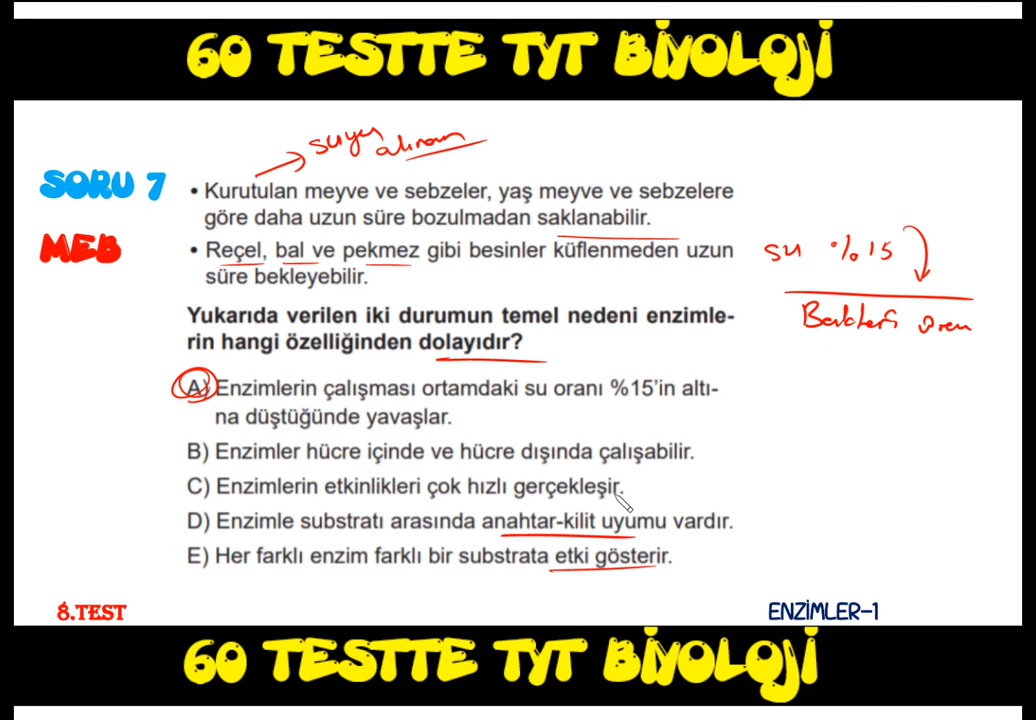 60 TESTTE TYT BİYOLOJİ
suyu alınan
SORU 7
MEB
• Kurutulan meyve ve sebzeler, yaş meyve ve sebzelere
göre daha uzun süre bozulmadan saklanabilir.
• Reçel, bal ve pekmez gibi besinler küflenmeden uzun
süre bekleyebilir.
Yukarıda verilen iki durumun temel nedeni enzimle-
rin hangi özelliğinden dolayıdır?
A) Enzimlerin çalışması ortamdaki su oranı %15'in altı-
na düştüğünde yavaşlar.
B) Enzimler hücre içinde ve hücre dışında çalışabilir.
C) Enzimlerin etkinlikleri çok hızlı gerçekleşir.
D) Enzimle substratı arasında anahtar-kilit uyumu vardır.
E) Her farklı enzim farklı bir substrata etki gösterir.
su %15
8.TEST
ENZİMLER-1
60 TESTTE TYT BİYOLOJİ